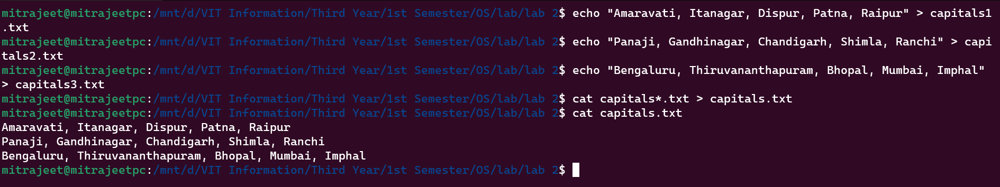 mitrajeet@mitrajeetpc:/mnt/d/VIT Information/Third Year/1st Semester/OS/lab/lab 2$ echo "Amaravati, Itanagar, Dispur, Patna, Raipur" > capitals1
.txt
mitrajeet@mitrajeetpc:/mnt/d/VIT Information/Third Year/1st Semester/OS/lab/lab 2$ echo "Panaji, Gandhinagar, Chandigarh, Shimla, Ranchi" > capi
tals2.txt
mitrajeet@mitrajeetpc:/mnt/d/VIT Information/Third Year/1st Semester/OS/lab/lab 2$ echo "Bengaluru, Thiruvananthapuram, Bhopal, Mumbai, Imphal"
> capitals3.txt
mitrajeet@mitrajeetpc:/mnt/d/VIT Information/Third Year/1st Semester/OS/lab/lab 2$ cat capitals*.txt > capitals.txt
mitrajeet@mitrajeetpc:/mnt/d/VIT Information/Third Year/1st Semester/OS/lab/lab 2$ cat capitals.txt
Amaravati, Itanagar, Dispur, Patna, Raipur
Panaji, Gandhinagar, Chandigarh, Shimla, Ranchi
Bengaluru, Thiruvananthapuram, Bhopal, Mumbai, Imphal
mitrajeet@mitrajeetpc:/mnt/d/VIT Information/Third Year/1st Semester/OS/lab/lab 2$